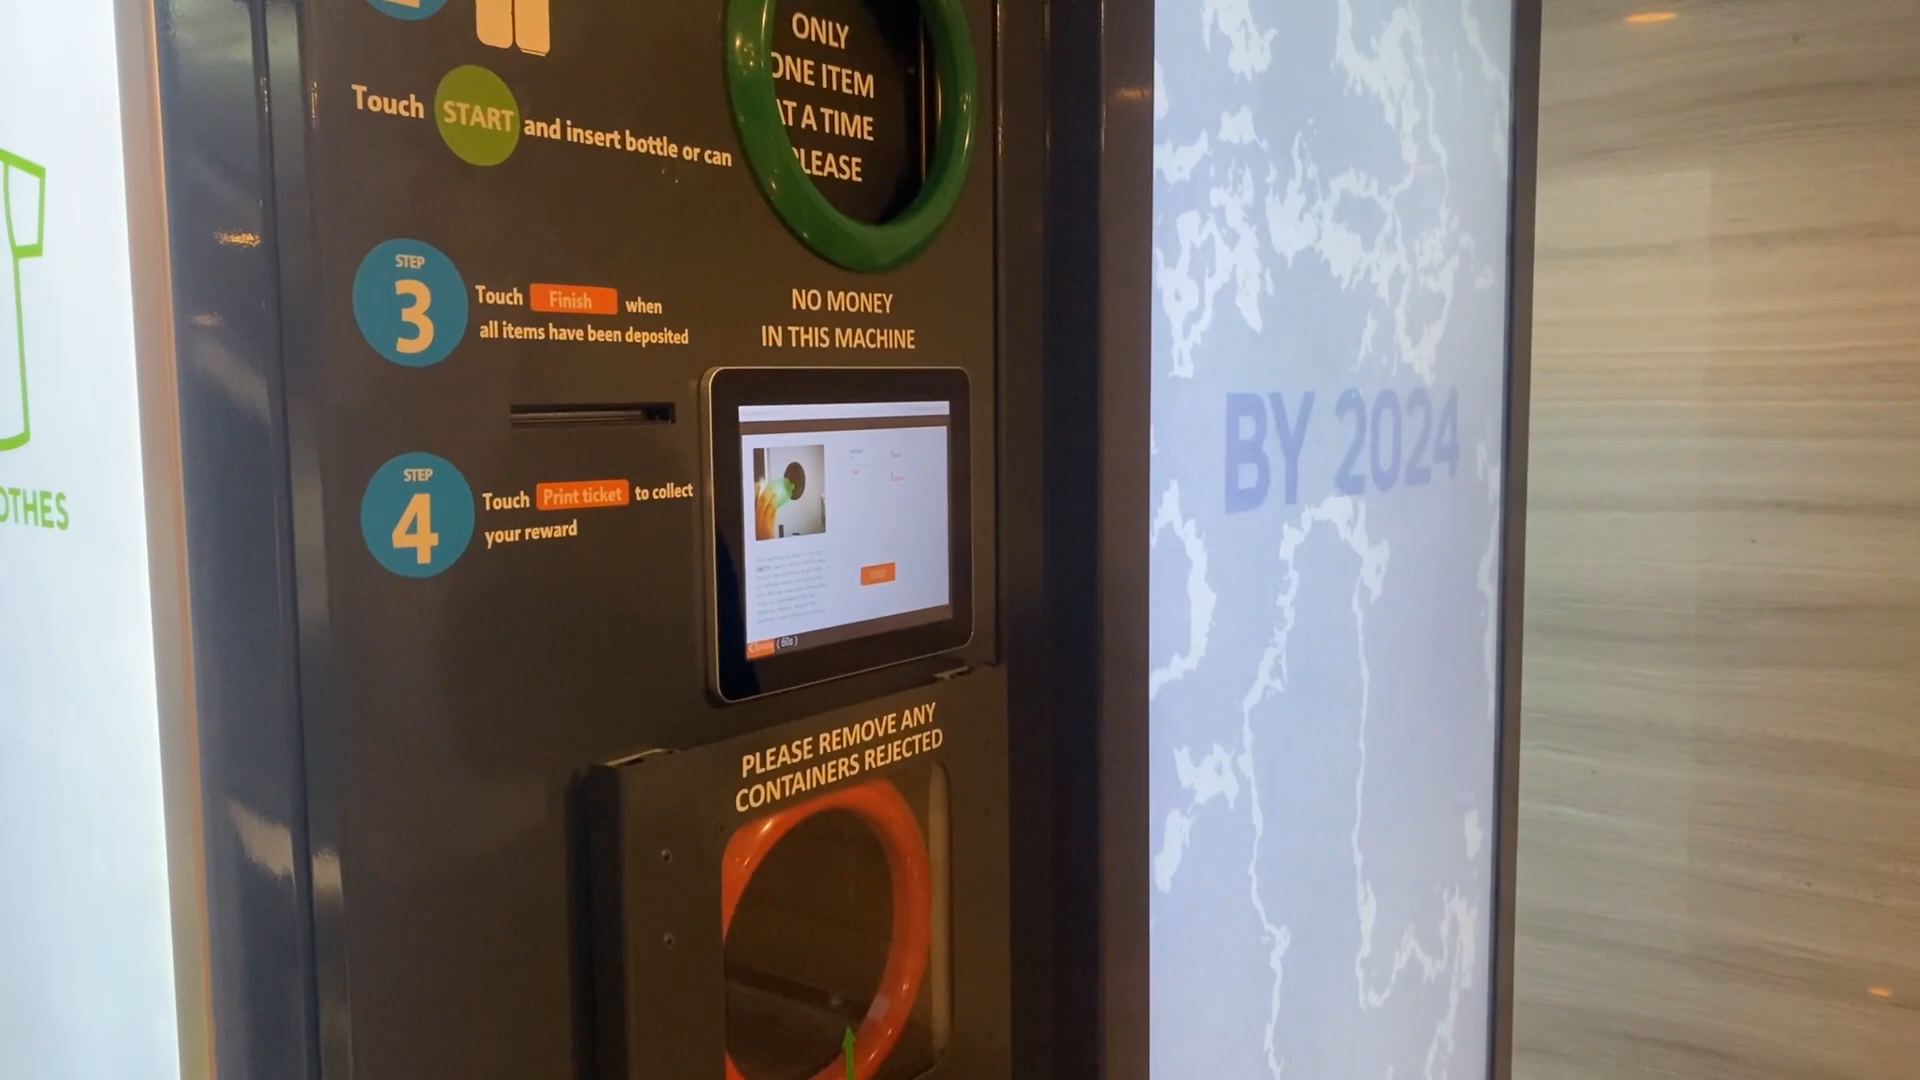 Touch START and insert bottle or can
ONLY
ONE ITEM
AT A TIME
PLEASE
STEP
3
Touch Finish when
all items have been deposited
NO MONEY
IN THIS MACHINE
STEP
4
Touch Print ticket to collect
your reward
(60s)
PLEASE REMOVE ANY
CONTAINERS REJECTED
OTHES
BY 2024